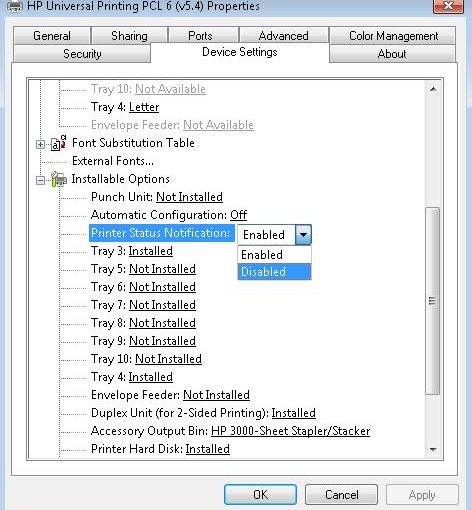 HP Universal Printing PCL 6 (v5.4) Properties
General Sharing Ports Advanced Color Management
Security Device Settings About
Tray 10: Not Available
Tray 4: Letter
Envelope Feeder: Not Available
Font Substitution Table
External Fonts...
Installable Options
Punch Unit: Not Installed
Automatic Configuration: Off
Printer Status Notification: Enabled
Enabled
Tray 3: Installed
Disabled
Tray 5: Not Installed
Tray 6: Not Installed
Tray 7: Not Installed
Tray 8: Not Installed
Tray 9: Not Installed
Tray 10: Not Installed
Tray 4: Installed
Envelope Feeder: Not Installed
Duplex Unit (for 2-Sided Printing): Installed
Accessory Output Bin: HP 3000-Sheet Stapler/Stacker
Printer Hard Disk: Installed
OK Cancel Apply